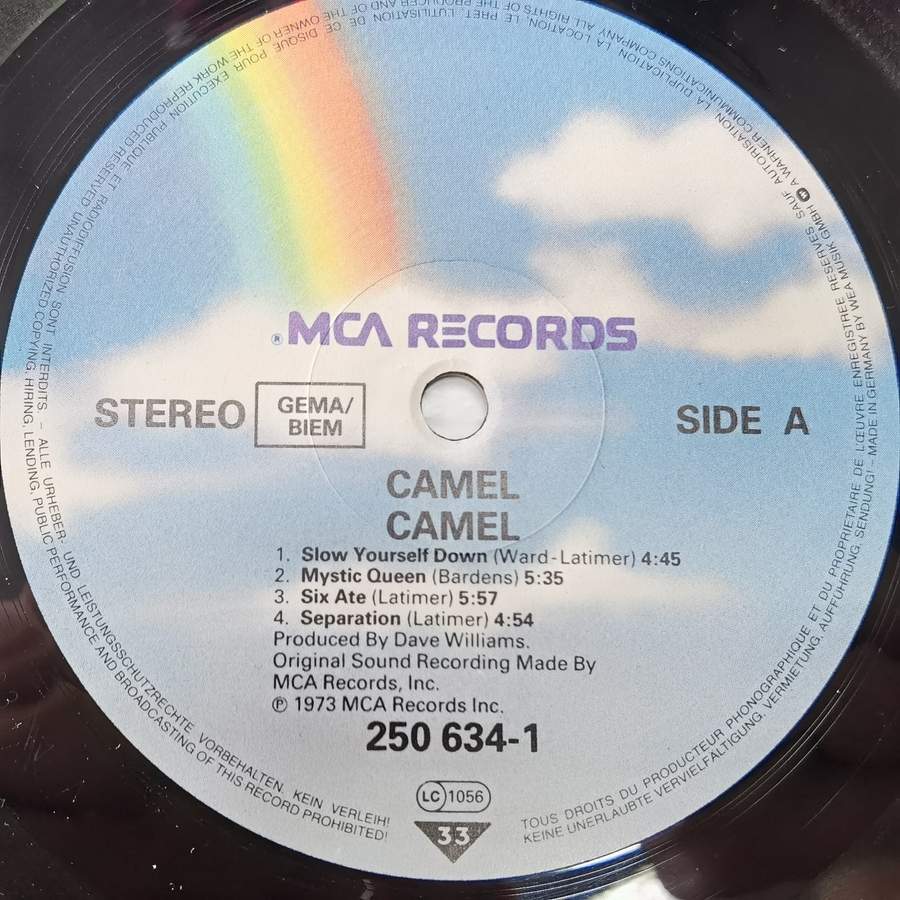 ® MCA RECORDS
STEREO
GEMA/
BIEM
SIDE A
CAMEL
CAMEL
1. Slow Yourself Down (Ward-Latimer) 4:45
2. Mystic Queen (Bardens) 5:35
3. Six Ate (Latimer) 5:57
4. Separation (Latimer) 4:54
Produced By Dave Williams.
Original Sound Recording Made By
MCA Records, Inc.
℗ 1973 MCA Records Inc.
250 634-1
LC 1056
33
TOUS DROITS DU PRODUCTEUR PHONOGRAPHIQUE ET DU PROPRIETAIRE DE L'ŒUVRE ENREGISTREE RESERVES SAUF AUTORISATION. LA DUPLICATION, LA LOCATION, LE PRET, L'UTILISATION DE CE DISQUE POUR EXECUTION PUBLIQUE ET RADIODIFFUSION SONT INTERDITS. – ALLE URHEBER- UND LEISTUNGSSCHUTZRECHTE VORBEHALTEN. KEIN VERLEIH!
KEINE UNERLAUBTE VERVIELFÄLTIGUNG, VERMIETUNG, AUFFÜHRUNG, SENDUNG! – MADE IN GERMANY BY WEA MUSIK GMBH A WARNER COMMUNICATIONS COMPANY. ALL RIGHTS OF THE PRODUCER AND OF THE OWNER OF THE WORK REPRODUCED RESERVED UNAUTHORIZED COPYING, HIRING, LENDING, PUBLIC PERFORMANCE AND BROADCASTING OF THIS RECORD PROHIBITED!